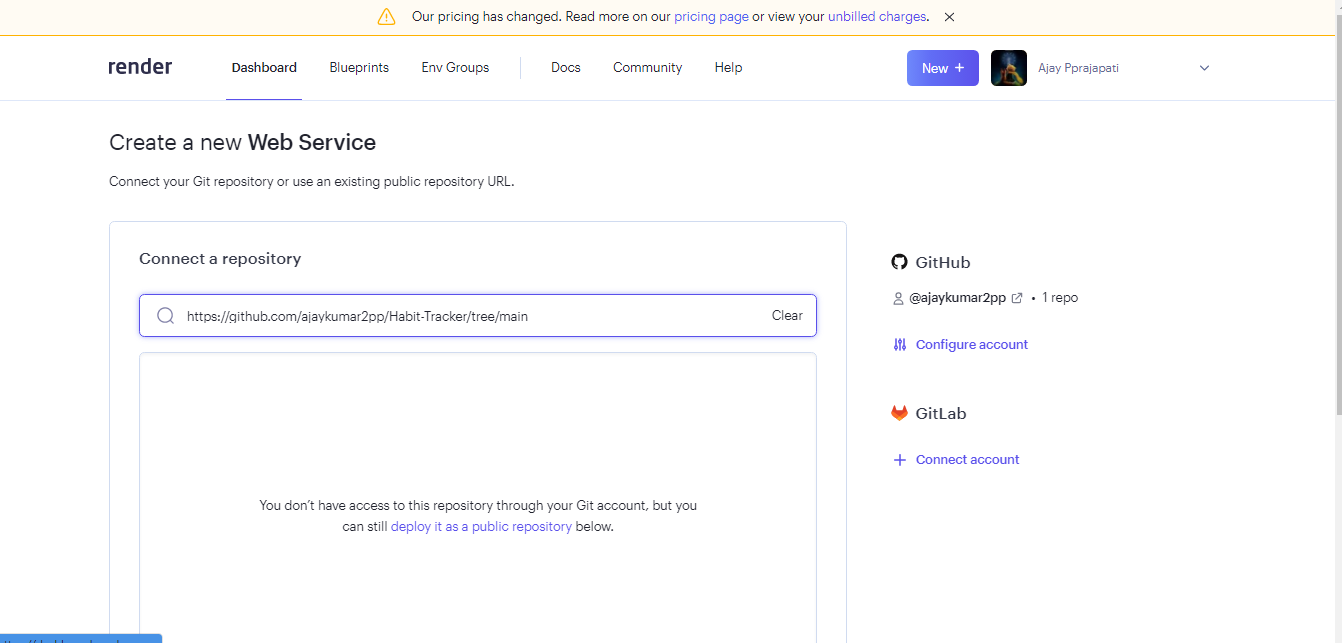 Our pricing has changed. Read more on our pricing page or view your unbilled charges.
render Dashboard Blueprints Env Groups Docs Community Help New + Ajay Pprajapati
Create a new Web Service
Connect your Git repository or use an existing public repository URL.
Connect a repository
https://github.com/ajaykumar2pp/Habit-Tracker/tree/main Clear
You don't have access to this repository through your Git account, but you
can still deploy it as a public repository below.
GitHub
@ajaykumar2pp • 1 repo
Configure account
GitLab
Connect account